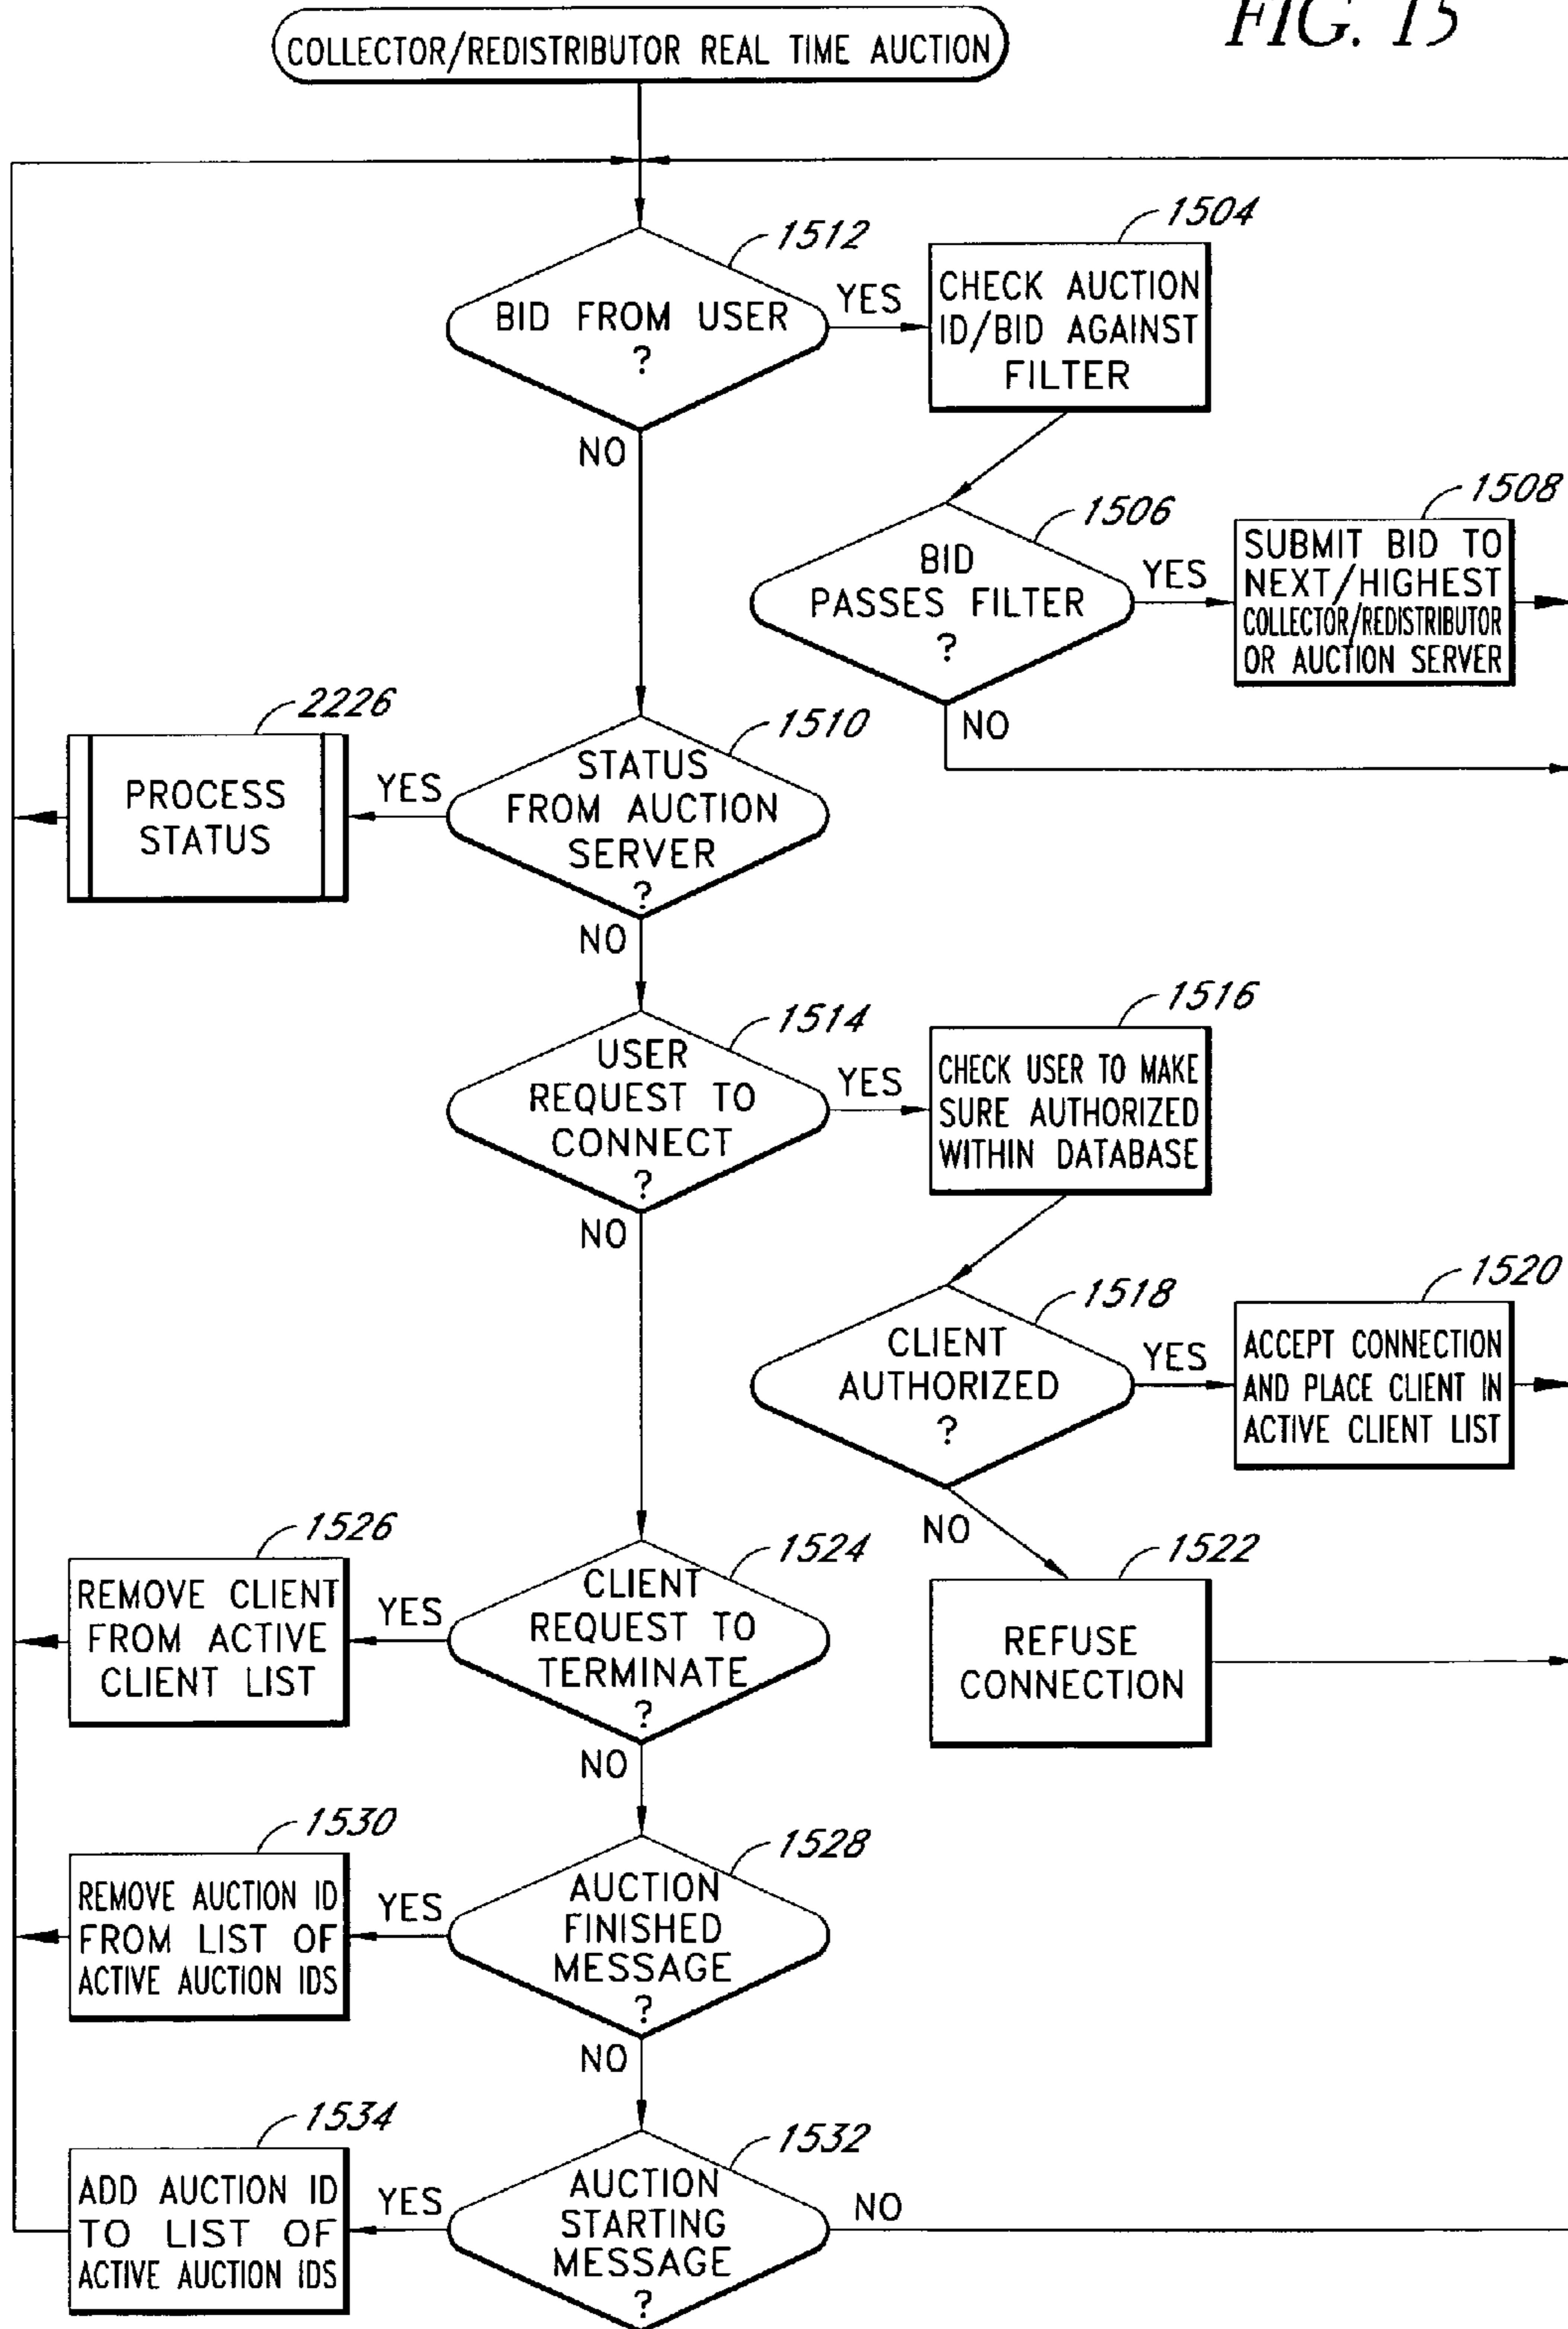 FIG. 15
COLLECTOR/REDISTRIBUTOR REAL TIME AUCTION
1512
BID FROM USER
?
YES
NO
1504
CHECK AUCTION
ID/BID AGAINST
FILTER
1506
BID
PASSES FILTER
?
YES
NO
1508
SUBMIT BID TO
NEXT/HIGHEST
COLLECTOR/REDISTRIBUTOR
OR AUCTION SERVER
1510
STATUS
FROM AUCTION
SERVER
?
YES
NO
2226
PROCESS
STATUS
1514
USER
REQUEST TO
CONNECT
?
YES
NO
1516
CHECK USER TO MAKE
SURE AUTHORIZED
WITHIN DATABASE
1518
CLIENT
AUTHORIZED
?
YES
NO
1520
ACCEPT CONNECTION
AND PLACE CLIENT IN
ACTIVE CLIENT LIST
1522
REFUSE
CONNECTION
1524
CLIENT
REQUEST TO
TERMINATE
?
YES
NO
1526
REMOVE CLIENT
FROM ACTIVE
CLIENT LIST
1528
AUCTION
FINISHED
MESSAGE
?
YES
NO
1530
REMOVE AUCTION ID
FROM LIST OF
ACTIVE AUCTION IDS
1532
AUCTION
STARTING
MESSAGE
?
YES
NO
1534
ADD AUCTION ID
TO LIST OF
ACTIVE AUCTION IDS